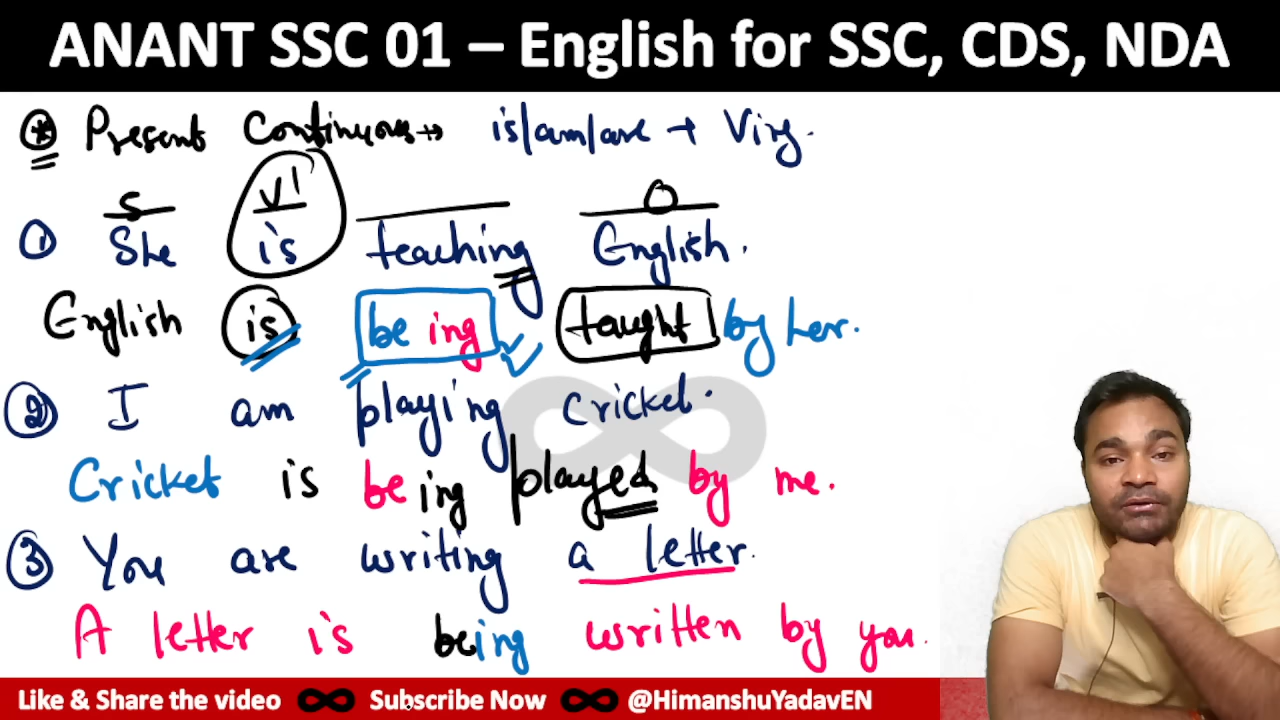 ANANT SSC 01 – English for SSC, CDS, NDA
* Present Continuous → is/am/are + Ving.
S V1 O
① She is teaching English.
English is being taught by her.
② I am playing cricket.
Cricket is being played by me.
③ You are writing a letter.
A letter is being written by you.
Like & Share the video Subscribe Now @HimanshuYadavEN